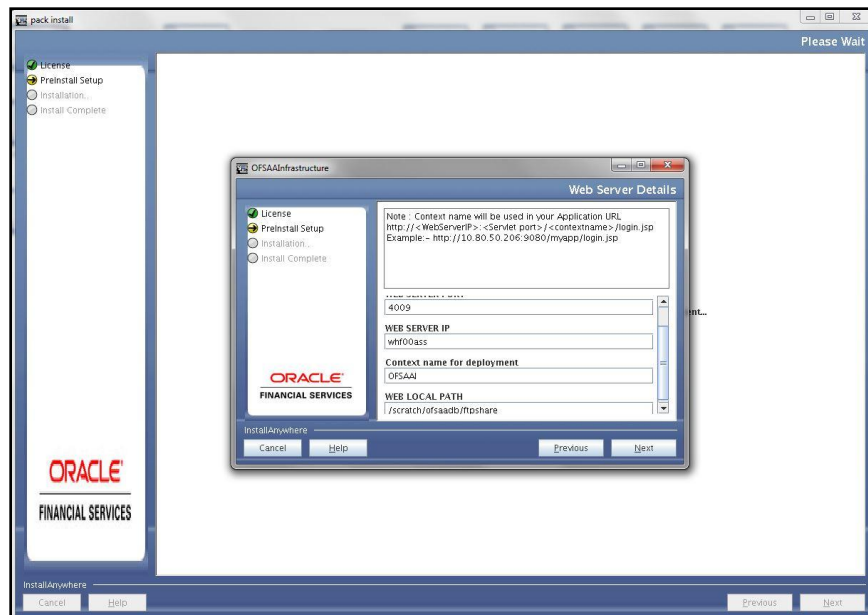 pack install
Please Wait
License
PreInstall Setup
Installation...
Install Complete
OFSAAInfrastructure
Web Server Details
License
PreInstall Setup
Installation...
Install Complete
Note : Context name will be used in your Application URL
http://<WebServerIP>:<Servlet port>/<contextname>/login.jsp
Example:- http://10.80.50.206:9080/myapp/login.jsp
WEB SERVER PORT
4009
WEB SERVER IP
whf00ass
Context name for deployment
OFSAAI
WEB LOCAL PATH
/scratch/ofsaadb/ftpshare
ORACLE
FINANCIAL SERVICES
InstallAnywhere
Cancel
Help
Previous
Next
ent...
ORACLE
FINANCIAL SERVICES
InstallAnywhere
Cancel
Help
Previous
Next